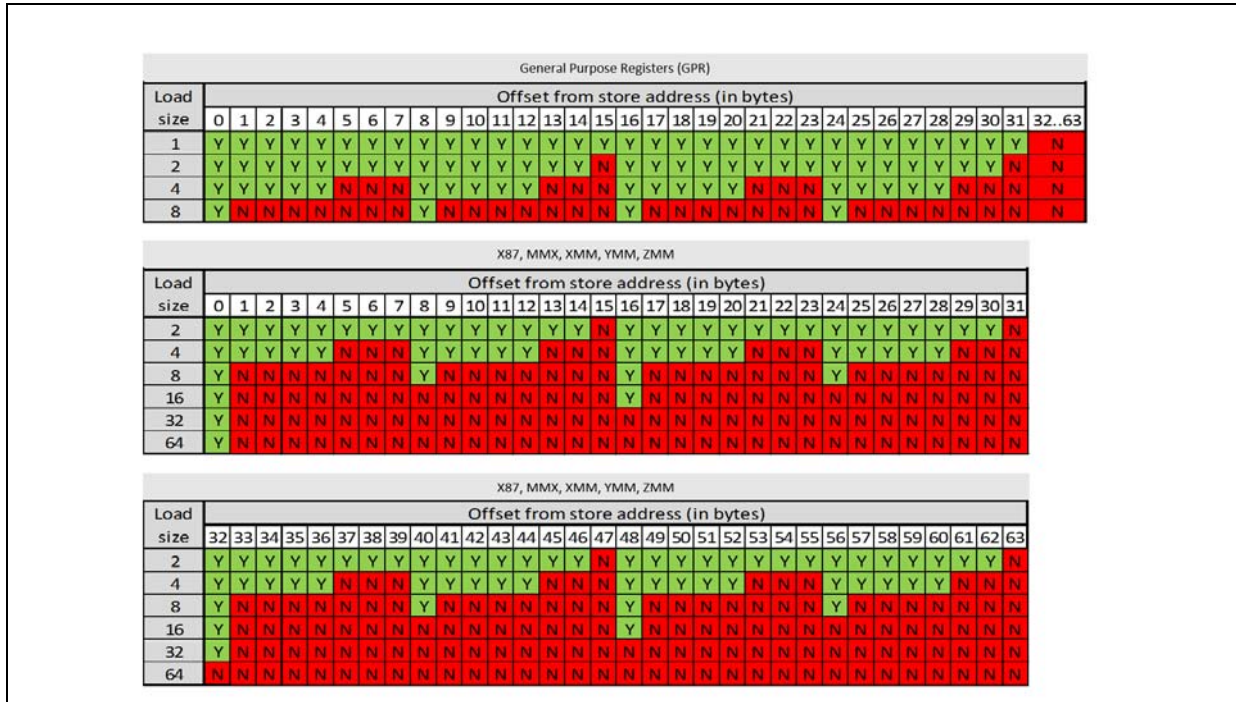 General Purpose Registers (GPR)
Load Offset from store address (in bytes)
size 0 1 2 3 4 5 6 7 8 9 10 11 12 13 14 15 16 17 18 19 20 21 22 23 24 25 26 27 28 29 30 31 32..63
1 Y Y Y Y Y Y Y Y Y Y Y Y Y Y Y Y Y Y Y Y Y Y Y Y Y Y Y Y Y Y Y Y N
2 Y Y Y Y Y Y Y Y Y Y Y Y Y Y Y N Y Y Y Y Y Y Y Y Y Y Y Y Y Y Y N N
4 Y Y Y Y Y N N N Y Y Y Y Y N N N Y Y Y Y Y N N N Y Y Y Y Y N N N N
8 Y N N N N N N N Y N N N N N N N Y N N N N N N N Y N N N N N N N N
X87, MMX, XMM, YMM, ZMM
Load Offset from store address (in bytes)
size 0 1 2 3 4 5 6 7 8 9 10 11 12 13 14 15 16 17 18 19 20 21 22 23 24 25 26 27 28 29 30 31
2 Y Y Y Y Y Y Y Y Y Y Y Y Y Y Y N Y Y Y Y Y Y Y Y Y Y Y Y Y Y Y N
4 Y Y Y Y Y N N N Y Y Y Y Y N N N Y Y Y Y Y N N N Y Y Y Y Y N N N
8 Y N N N N N N N Y N N N N N N N Y N N N N N N N Y N N N N N N N
16 Y N N N N N N N N N N N N N N N Y N N N N N N N N N N N N N N N
32 Y N N N N N N N N N N N N N N N N N N N N N N N N N N N N N N N
64 Y N N N N N N N N N N N N N N N N N N N N N N N N N N N N N N N
X87, MMX, XMM, YMM, ZMM
Load Offset from store address (in bytes)
size 32 33 34 35 36 37 38 39 40 41 42 43 44 45 46 47 48 49 50 51 52 53 54 55 56 57 58 59 60 61 62 63
2 Y Y Y Y Y Y Y Y Y Y Y Y Y Y Y N Y Y Y Y Y Y Y Y Y Y Y Y Y Y Y N
4 Y Y Y Y Y N N N Y Y Y Y Y N N N Y Y Y Y Y N N N Y Y Y Y Y N N N
8 Y N N N N N N N Y N N N N N N N Y N N N N N N N Y N N N N N N N
16 Y N N N N N N N N N N N N N N N Y N N N N N N N N N N N N N N N
32 Y N N N N N N N N N N N N N N N N N N N N N N N N N N N N N N N
64 N N N N N N N N N N N N N N N N N N N N N N N N N N N N N N N N